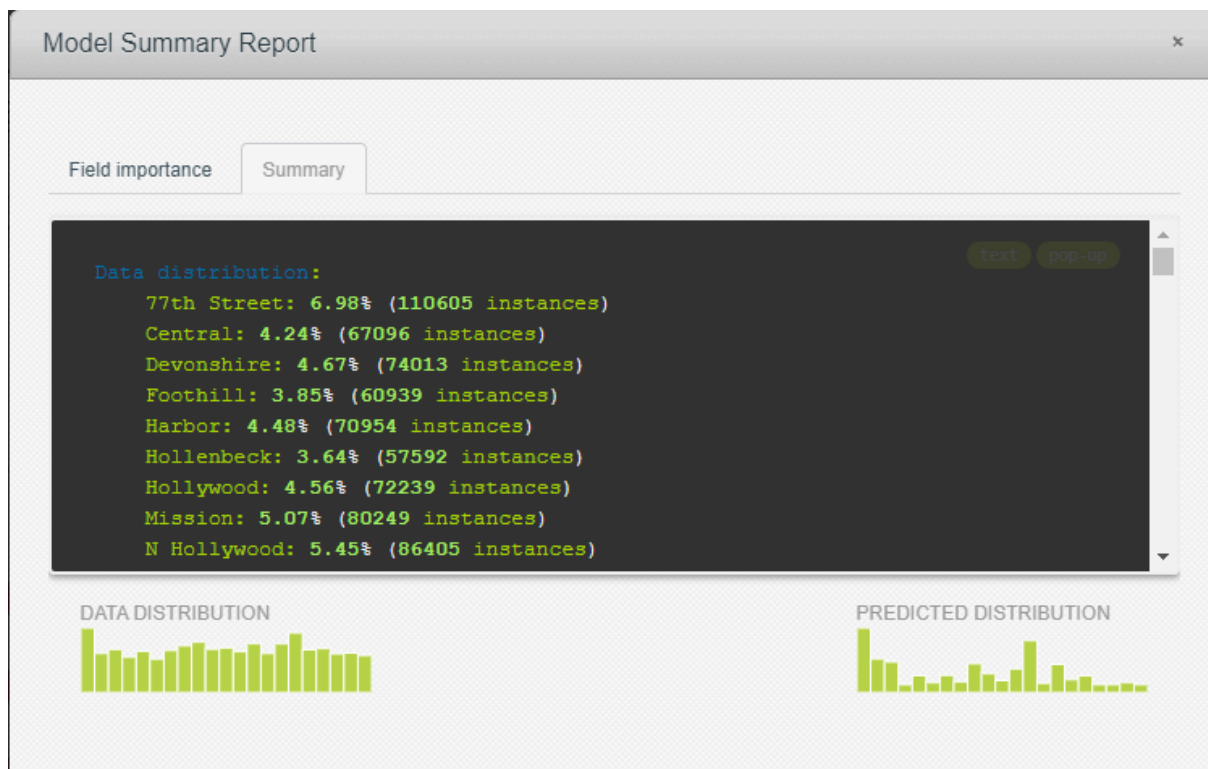 Model Summary Report ×
Field importance Summary
text pop-up
Data distribution:
77th Street: 6.98% (110605 instances)
Central: 4.24% (67096 instances)
Devonshire: 4.67% (74013 instances)
Foothill: 3.85% (60939 instances)
Harbor: 4.48% (70954 instances)
Hollenbeck: 3.64% (57592 instances)
Hollywood: 4.56% (72239 instances)
Mission: 5.07% (80249 instances)
N Hollywood: 5.45% (86405 instances)
DATA DISTRIBUTION PREDICTED DISTRIBUTION